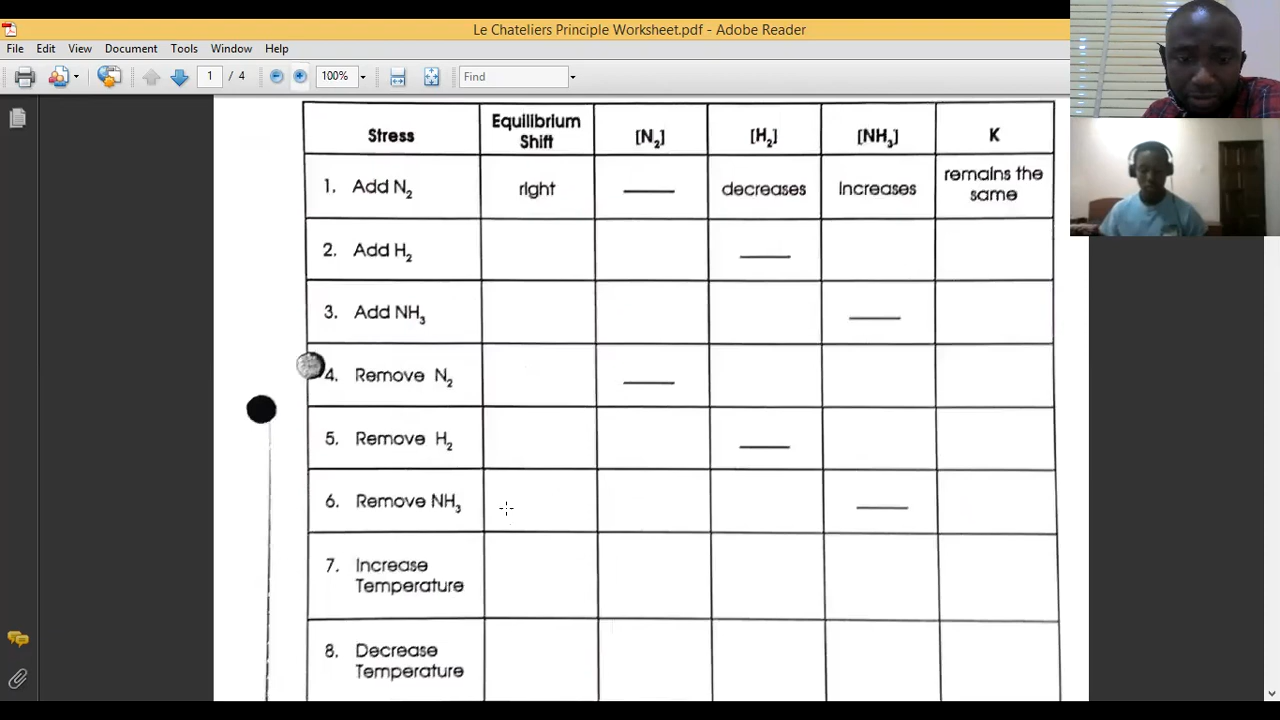 Le Chateliers Principle Worksheet.pdf - Adobe Reader
File Edit View Document Tools Window Help
1 / 4 100% Find
Stress Equilibrium Shift [N₂] [H₂] [NH₃] K
1. Add N₂ right decreases increases remains the same
2. Add H₂
3. Add NH₃
4. Remove N₂
5. Remove H₂
6. Remove NH₃
7. Increase Temperature
8. Decrease Temperature